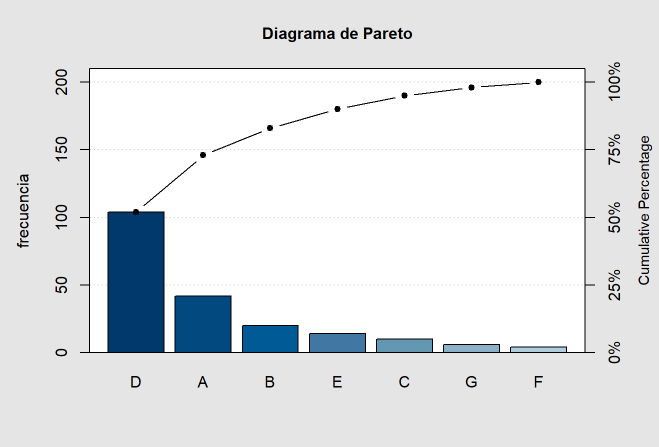 Diagrama de Pareto
frecuencia
200
150
100
50
0
100%
75%
50%
25%
0%
Cumulative Percentage
D A B E C G F